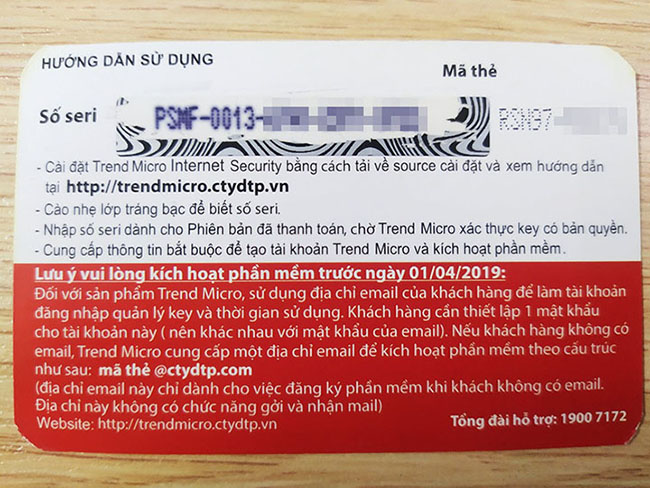 HƯỚNG DẪN SỬ DỤNG
Mã thẻ
Số seri PSMF-0013- RSN97-
- Cài đặt Trend Micro Internet Security bằng cách tải về source cài đặt và xem hướng dẫn
tại http://trendmicro.ctydtp.vn
- Cào nhẹ lớp tráng bạc để biết số seri.
- Nhập số seri dành cho Phiên bản đã thanh toán, chờ Trend Micro xác thực key có bản quyền.
- Cung cấp thông tin bắt buộc để tạo tài khoản Trend Micro và kích hoạt phần mềm.
Lưu ý vui lòng kích hoạt phần mềm trước ngày 01/04/2019:
Đối với sản phẩm Trend Micro, sử dụng địa chỉ email của khách hàng để làm tài khoản
đăng nhập quản lý key và thời gian sử dụng. Khách hàng cần thiết lập 1 mật khẩu
cho tài khoản này ( nên khác nhau với mật khẩu của email). Nếu khách hàng không có
email, Trend Micro cung cấp một địa chỉ email để kích hoạt phần mềm theo cấu trúc
như sau: mã thẻ @ctydtp.com
(địa chỉ email này chỉ dành cho việc đăng ký phần mềm khi khách không có email.
Địa chỉ này không có chức năng gởi và nhận mail)
Website: http://trendmicro.ctydtp.vn
Tổng đài hỗ trợ: 1900 7172